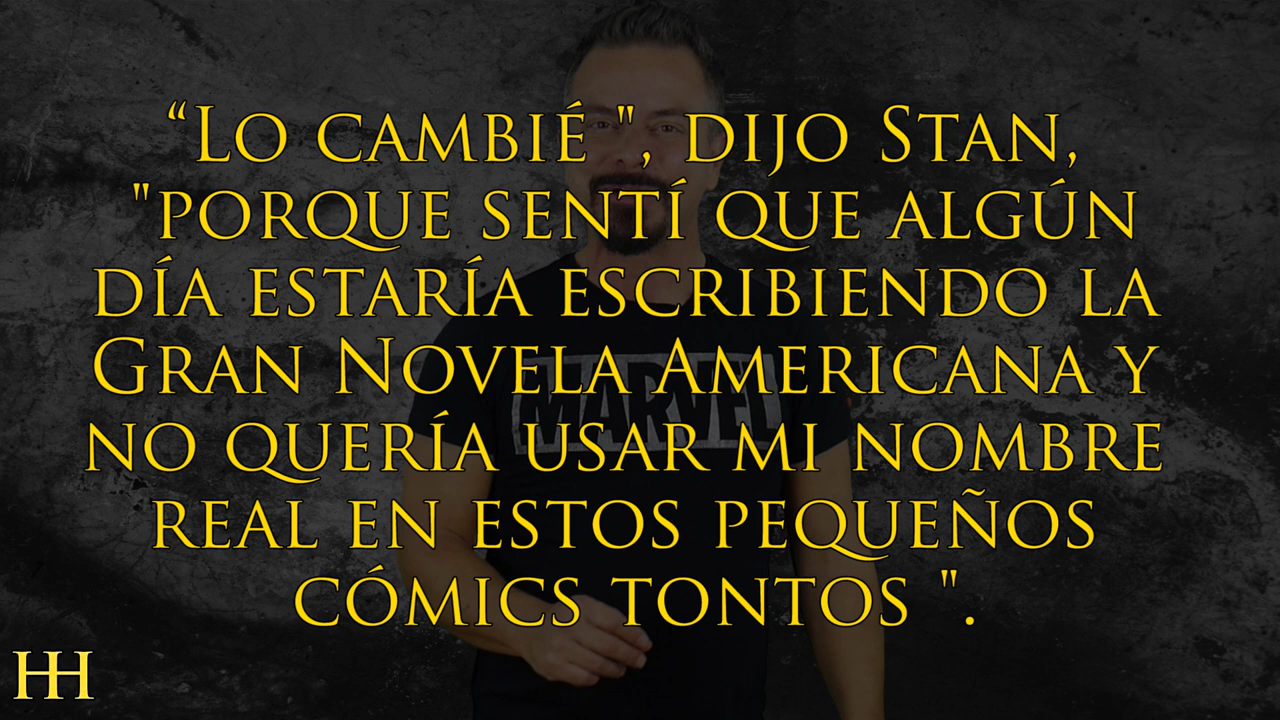 “Lo cambié ", dijo Stan,
"porque sentí que algún
día estaría escribiendo la
Gran Novela Americana y
no quería usar mi nombre
real en estos pequeños
cómics tontos ".
MARVEL
HH